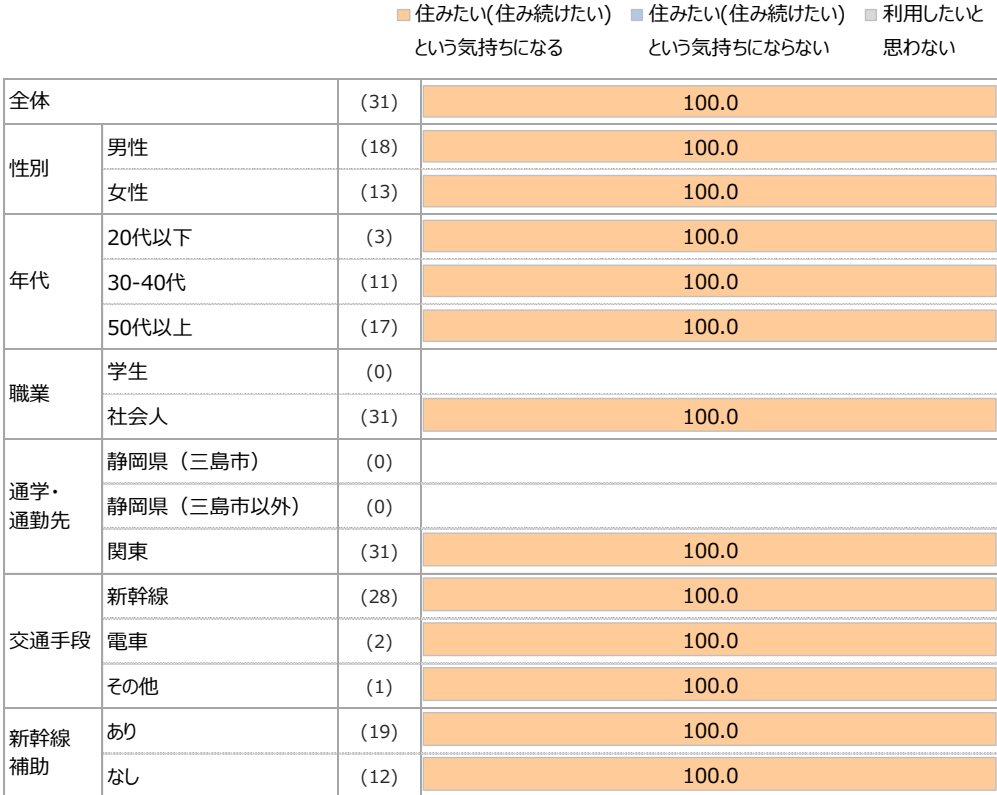 住みたい(住み続けたい) 住みたい(住み続けたい) 利用したいと
という気持ちになる という気持ちにならない 思わない
全体 (31) 100.0
性別 男性 (18) 100.0
女性 (13) 100.0
年代 20代以下 (3) 100.0
30-40代 (11) 100.0
50代以上 (17) 100.0
職業 学生 (0)
社会人 (31) 100.0
通学・
通勤先 静岡県（三島市） (0)
静岡県（三島市以外） (0)
関東 (31) 100.0
交通手段 新幹線 (28) 100.0
電車 (2) 100.0
その他 (1) 100.0
新幹線
補助 あり (19) 100.0
なし (12) 100.0